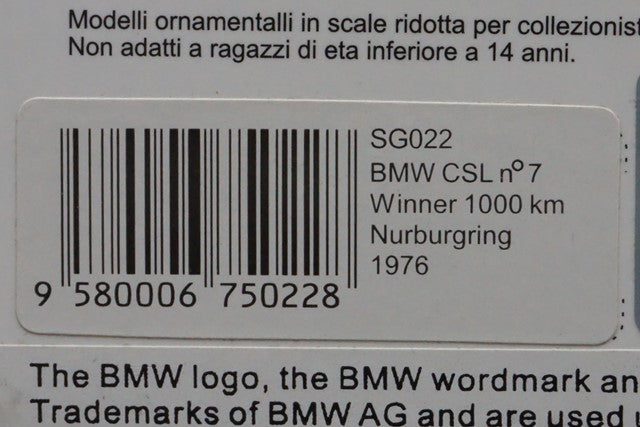 Modelli ornamentalli in scale ridotta per collezionist
Non adatti a ragazzi di eta inferiore a 14 anni.
SG022
BMW CSL nº 7
Winner 1000 km
Nurburgring
1976
9 580006 750228
The BMW logo, the BMW wordmark an
Trademarks of BMW AG and are used